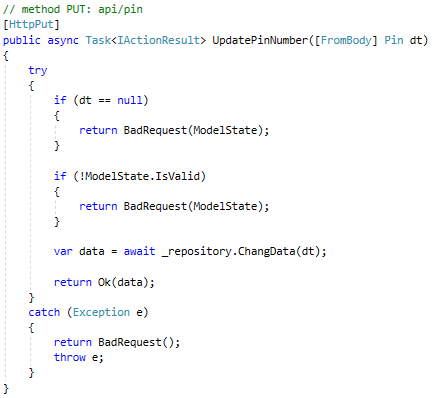 // method PUT: api/pin
[HttpPut]
public async Task<IActionResult> UpdatePinNumber([FromBody] Pin dt)
{
    try
    {
        if (dt == null)
        {
            return BadRequest(ModelState);
        }

        if (!ModelState.IsValid)
        {
            return BadRequest(ModelState);
        }

        var data = await _repository.ChangData(dt);

        return Ok(data);
    }
    catch (Exception e)
    {
        return BadRequest();
        throw e;
    }
}